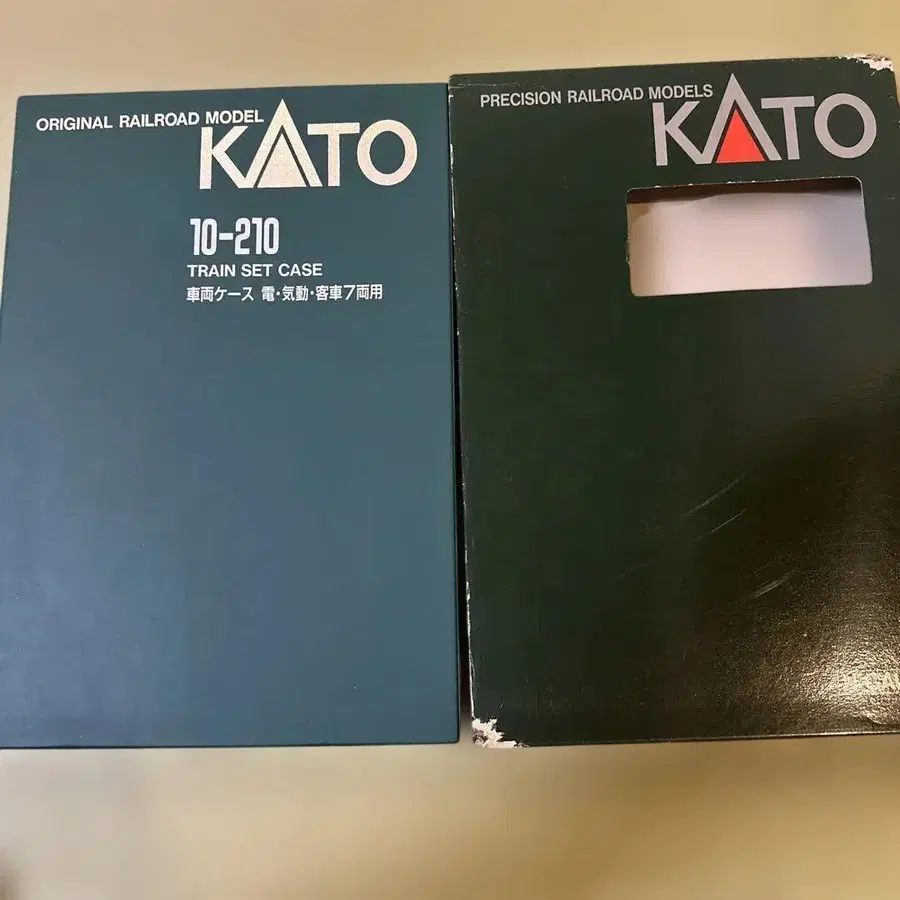 ORIGINAL RAILROAD MODEL
KATO
10-210
TRAIN SET CASE
車両ケース 電・気動・客車7両用
PRECISION RAILROAD MODELS
KATO